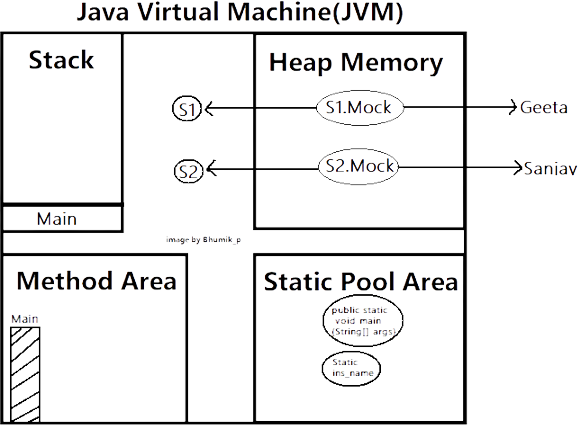 Java Virtual Machine(JVM)
Stack
Heap Memory
S1
S1.Mock
Geeta
S2
S2.Mock
Sanjay
Main
image by Bhumik_p
Method Area
Static Pool Area
Main
public static
void main
(String[] args)
Static
ins_name